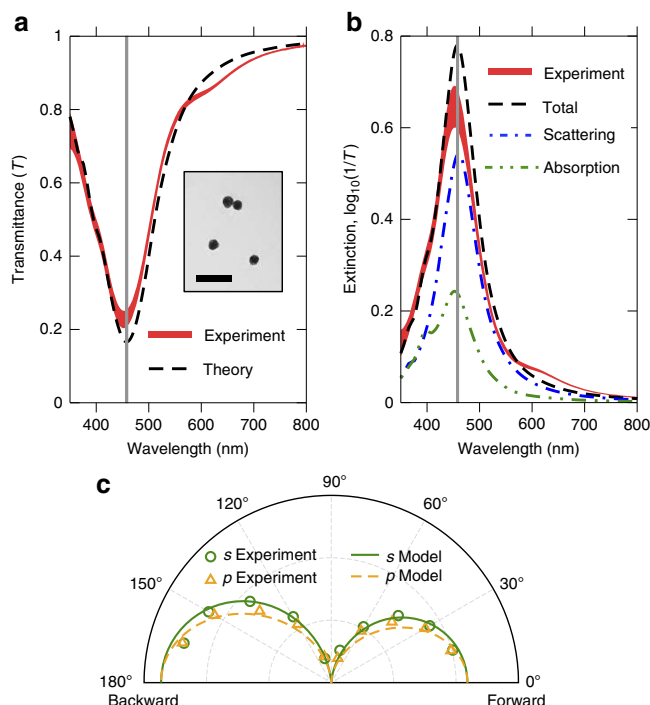 a
1
0.8
0.6
0.4
0.2
0
Transmittance (T)
Experiment
Theory
400 500 600 700 800
Wavelength (nm)
b
0.8
0.6
0.4
0.2
0
Extinction, log10(1/T)
Experiment
Total
Scattering
Absorption
400 500 600 700 800
Wavelength (nm)
c
90°
120° 60°
150° 30°
180° 0°
s Experiment s Model
p Experiment p Model
Backward Forward